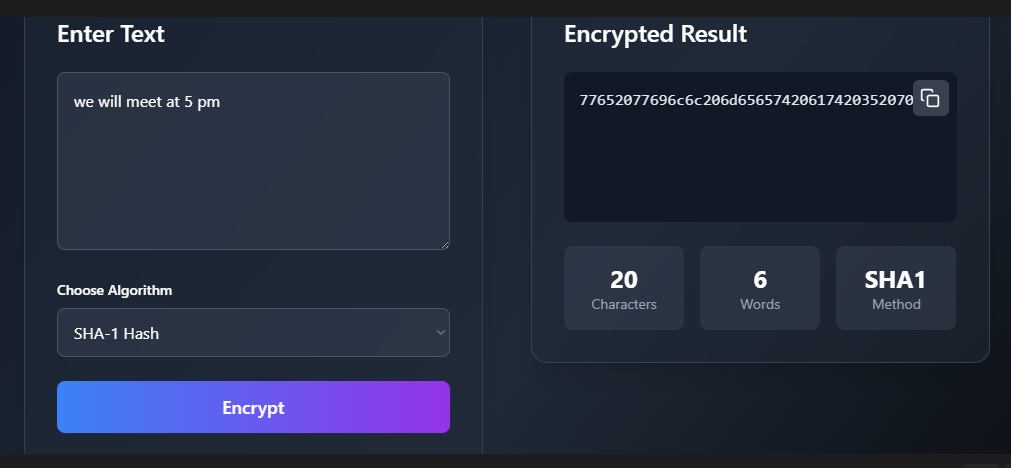 Enter Text
we will meet at 5 pm
Choose Algorithm
SHA-1 Hash
Encrypt
Encrypted Result
77652077696c6c206d65657420617420352070
20
Characters
6
Words
SHA1
Method